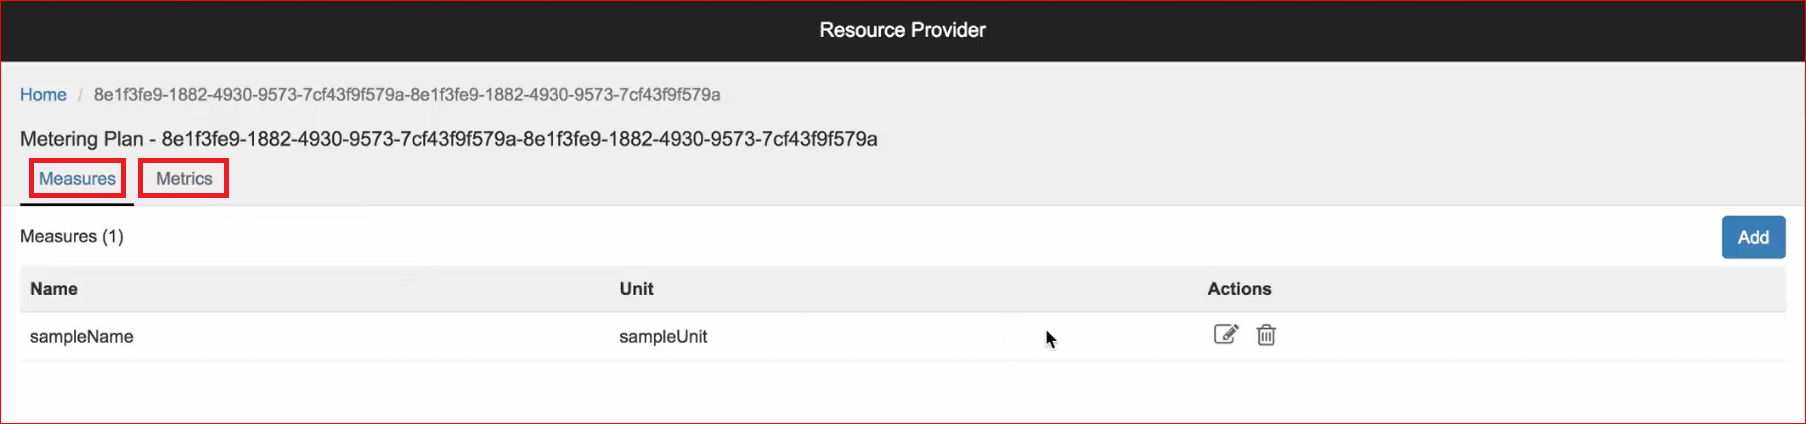 Resource Provider
Home / 8e1f3fe9-1882-4930-9573-7cf43f9f579a-8e1f3fe9-1882-4930-9573-7cf43f9f579a
Metering Plan - 8e1f3fe9-1882-4930-9573-7cf43f9f579a-8e1f3fe9-1882-4930-9573-7cf43f9f579a
Measures Metrics
Measures (1) Add
Name Unit Actions
sampleName sampleUnit